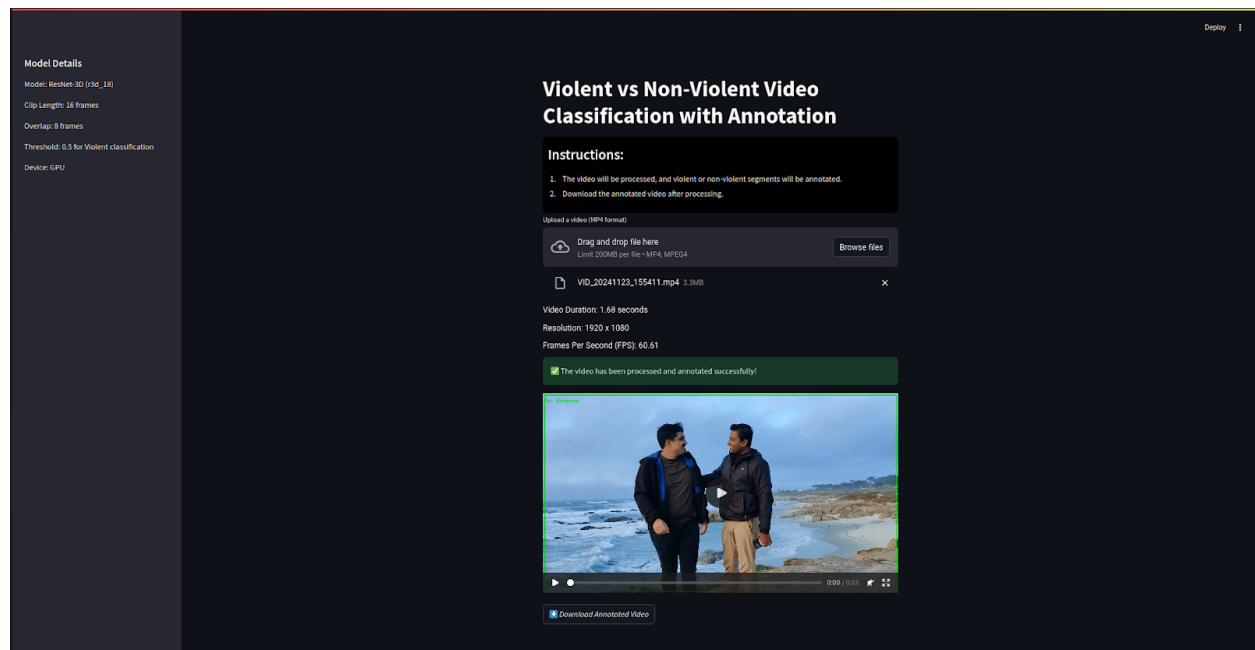 Deploy
Model Details
Model: ResNet-3D (r3d_18)
Clip Length: 16 frames
Overlap: 8 frames
Threshold: 0.5 for Violent classification
Device: GPU
Violent vs Non-Violent Video
Classification with Annotation
Instructions:
1. The video will be processed, and violent or non-violent segments will be annotated.
2. Download the annotated video after processing.
Upload a video (MP4 format)
Drag and drop file here
Limit 200MB per file • MP4, MPEG4
Browse files
VID_20241123_155411.mp4 3.3MB
Video Duration: 1.68 seconds
Resolution: 1920 x 1080
Frames Per Second (FPS): 60.61
The video has been processed and annotated successfully!
0:00 / 0:03
Download Annotated Video